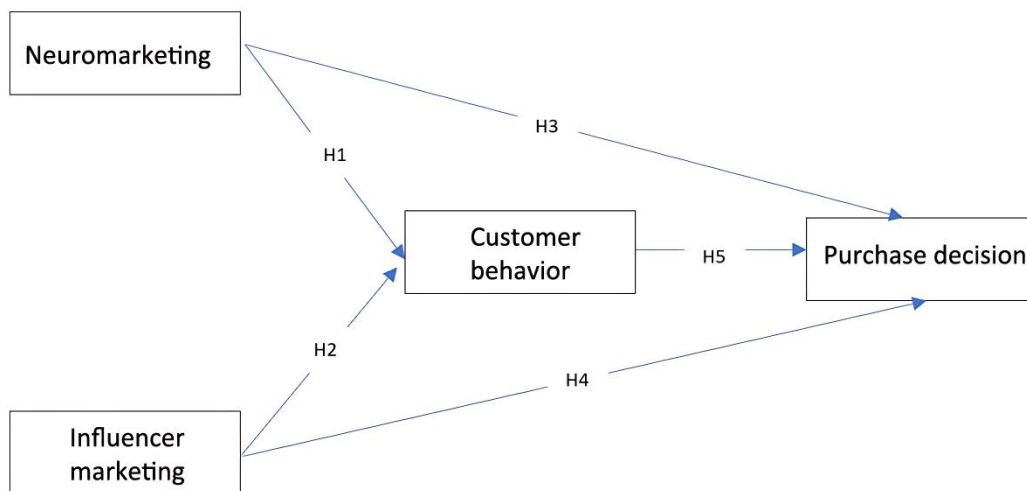 Neuromarketing
H3
H1
Customer
behavior
H5
Purchase decision
H2
H4
Influencer
marketing